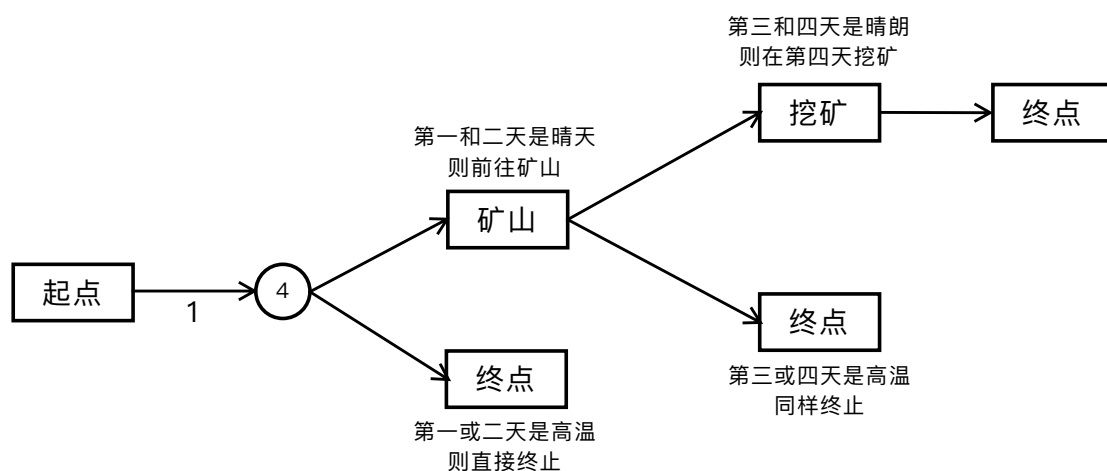 起点
1
4
第一和二天是晴天
则前往矿山
矿山
终点
第一或二天是高温
则直接终止
第三和四天是晴朗
则在第四天挖矿
挖矿
终点
终点
第三或四天是高温
同样终止